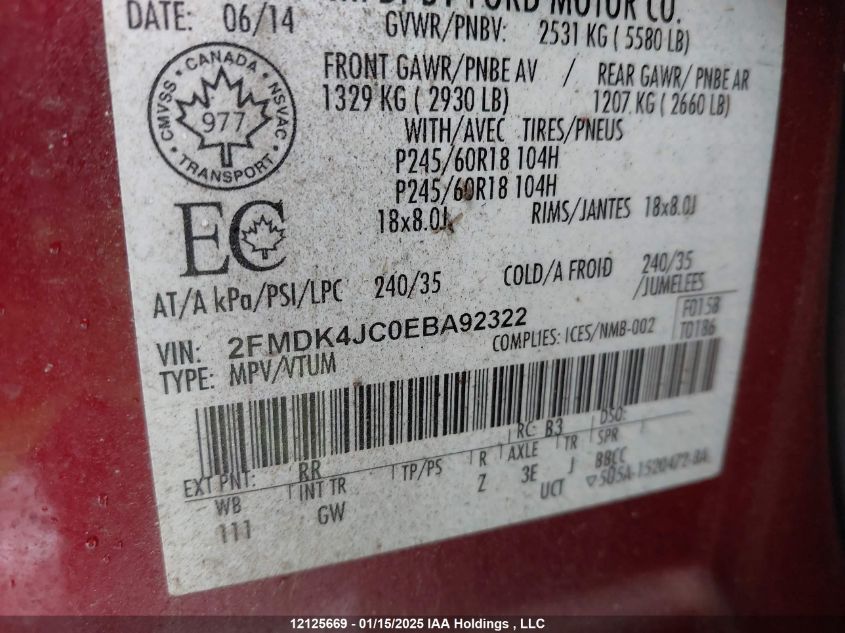 MFD. BY FORD MOTOR CO.
DATE: 06/14 GVWR/PNBV: 2531 KG ( 5580 LB)
FRONT GAWR/PNBE AV / REAR GAWR/ PNBE AR
1329 KG ( 2930 LB) 1207 KG ( 2660 LB)
WITH/AVEC TIRES/PNEUS
P245/60R18 104H
P245/60R18 104H
18x8.0J RIMS/JANTES 18x8.0J
CMVSS CANADA NSVAC
977
TRANSPORT
EC
AT/A kPa/PSI/LPC 240/35 COLD/A FROID 240/35
/JUMELEES
VIN: 2FMDK4JC0EBA92322 F0158
TYPE: MPV/VTUM COMPLIES: ICES/NMB-002 T0186
EXT PNT: RR RC: B3 DSO:
WB INT TR TP/PS R AXLE TR SPR
111 GW Z 3E J BBCC
UCT
12125669 - 01/15/2025 IAA Holdings , LLC